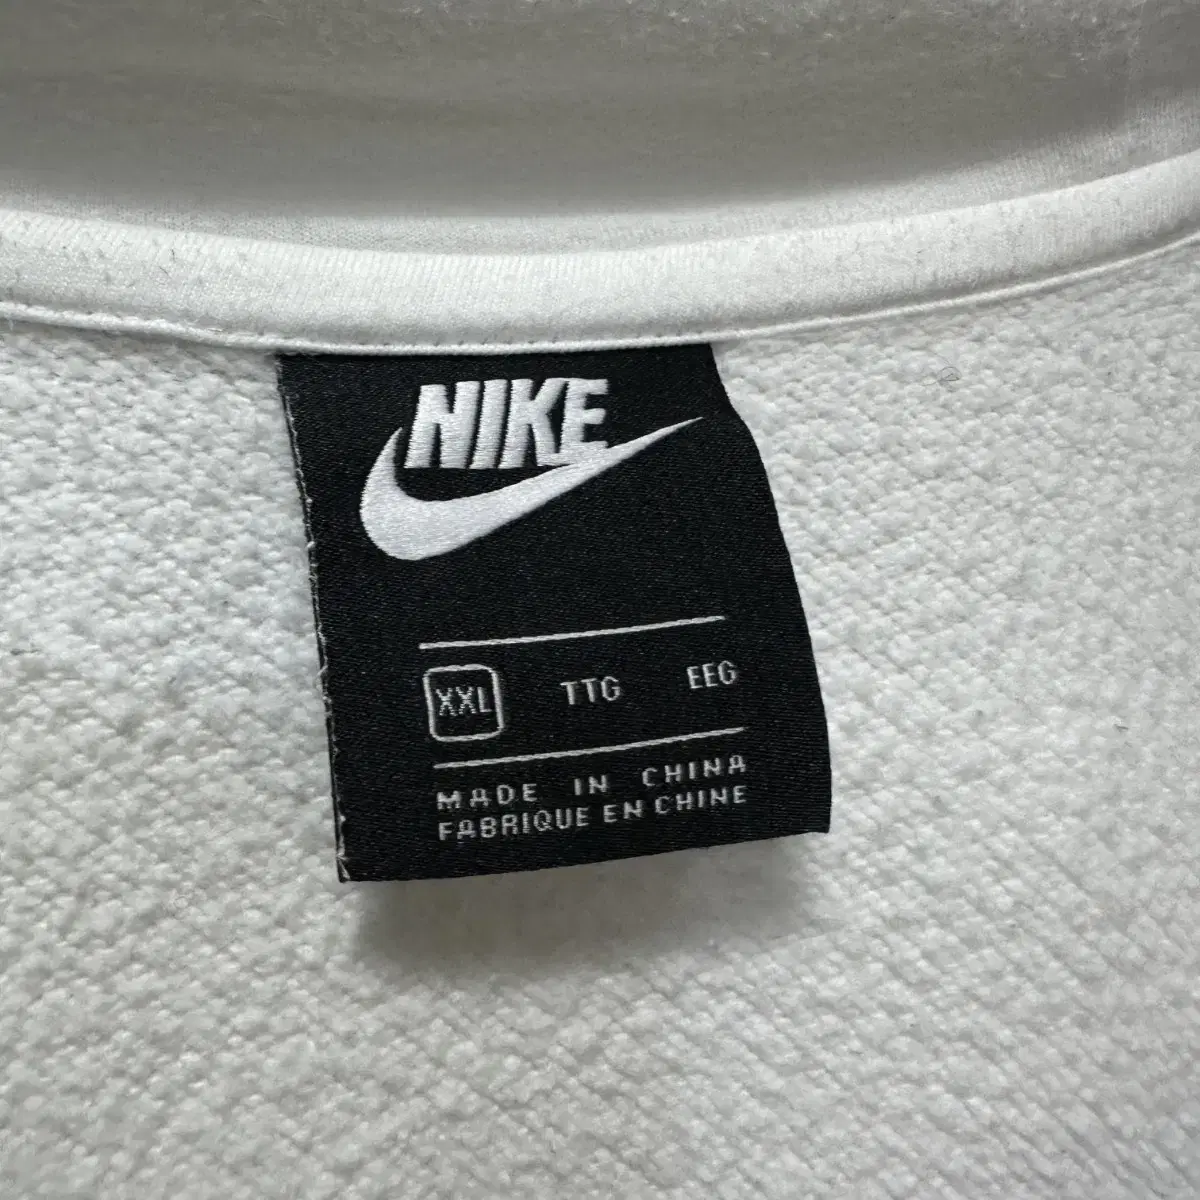 NIKE
XXL TTG EEG
MADE IN CHINA
FABRIQUE EN CHINE